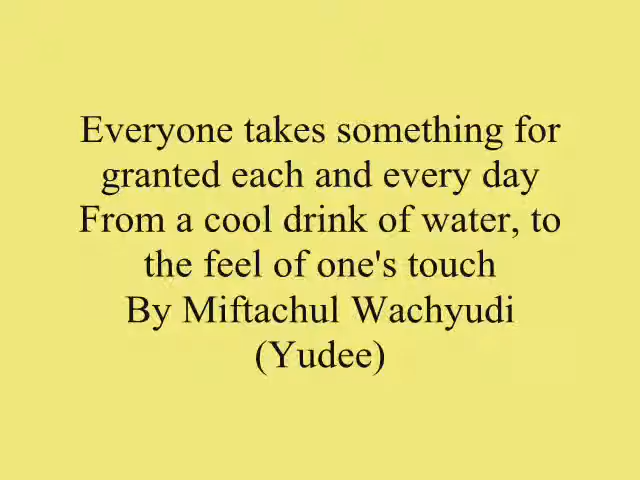 Everyone takes something for
granted each and every day
From a cool drink of water, to
the feel of one's touch
By Miftachul Wachyudi
(Yudee)